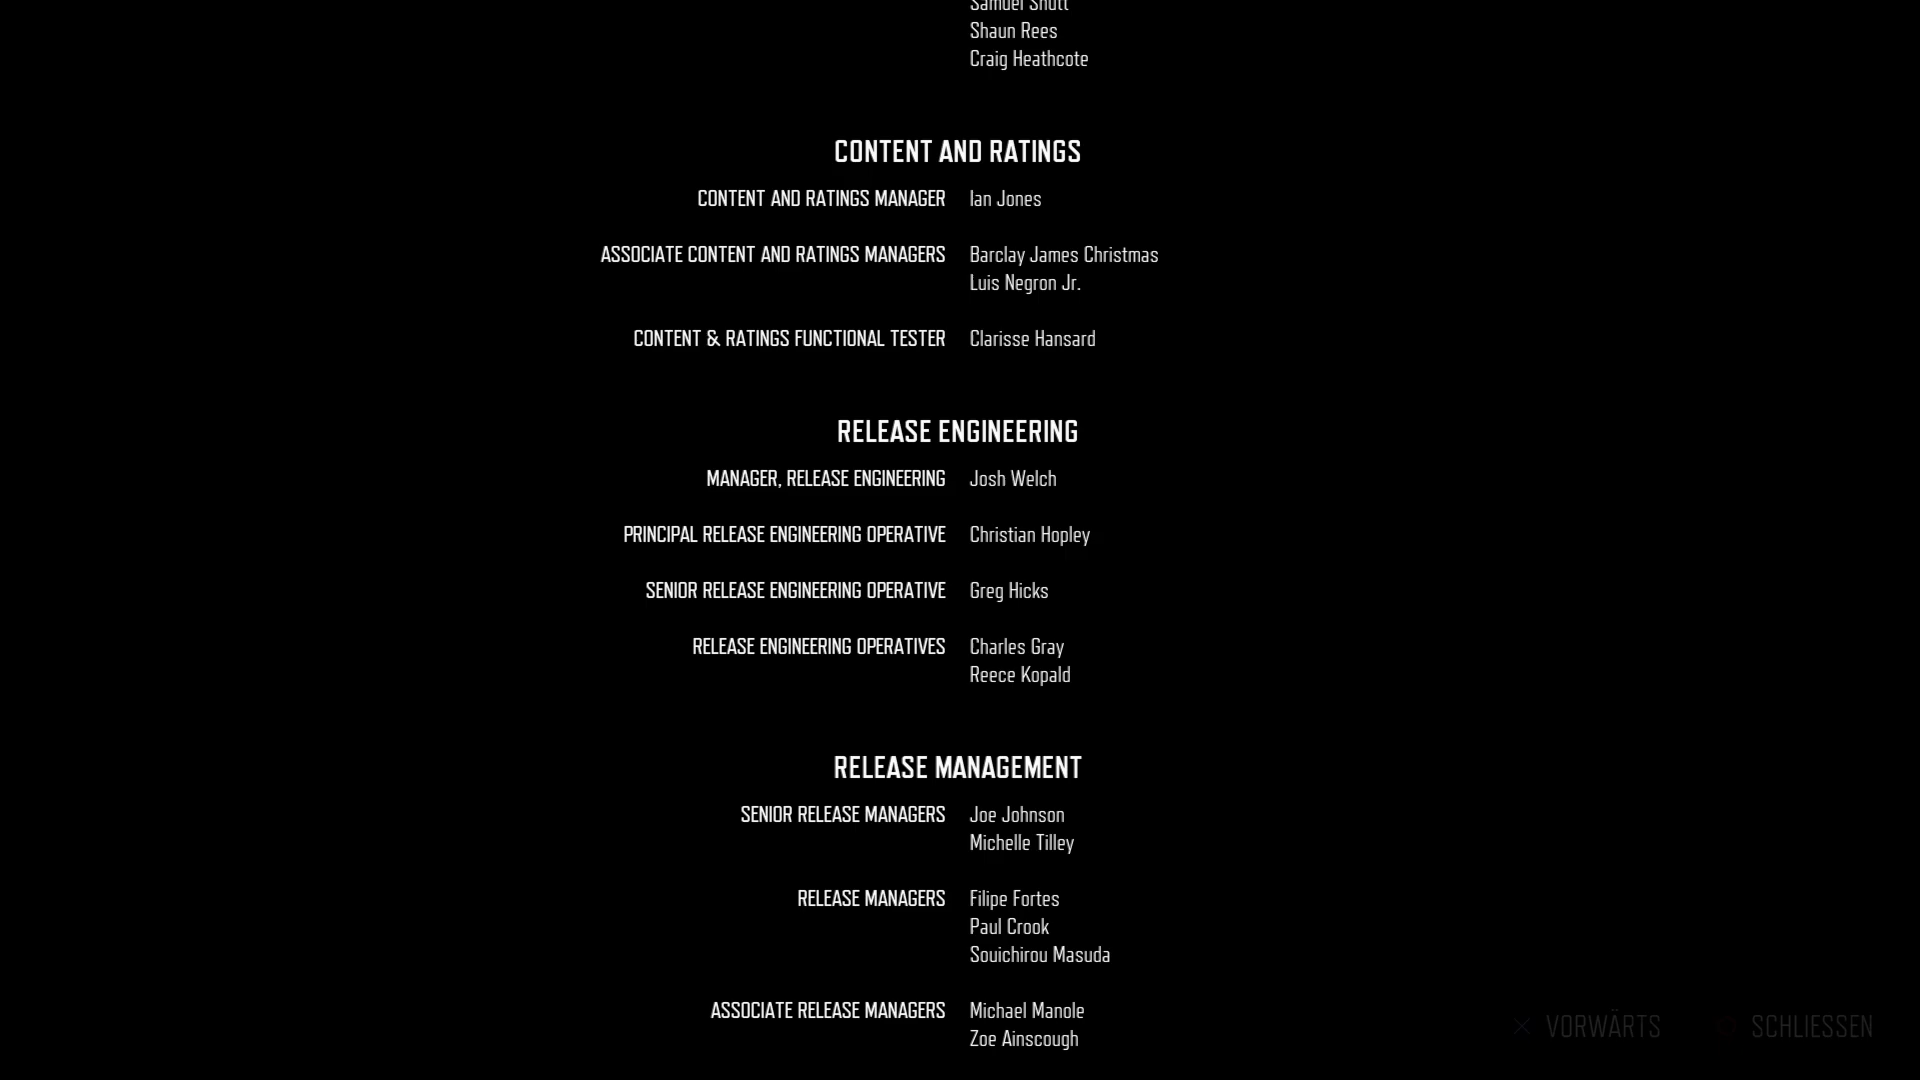 Samuel Shutt
Shaun Rees
Craig Heathcote
CONTENT AND RATINGS
CONTENT AND RATINGS MANAGER Ian Jones
ASSOCIATE CONTENT AND RATINGS MANAGERS Barclay James Christmas
Luis Negron Jr.
CONTENT & RATINGS FUNCTIONAL TESTER Clarisse Hansard
RELEASE ENGINEERING
MANAGER, RELEASE ENGINEERING Josh Welch
PRINCIPAL RELEASE ENGINEERING OPERATIVE Christian Hopley
SENIOR RELEASE ENGINEERING OPERATIVE Greg Hicks
RELEASE ENGINEERING OPERATIVES Charles Gray
Reece Kopald
RELEASE MANAGEMENT
SENIOR RELEASE MANAGERS Joe Johnson
Michelle Tilley
RELEASE MANAGERS Filipe Fortes
Paul Crook
Souichirou Masuda
ASSOCIATE RELEASE MANAGERS Michael Manole
Zoe Ainscough
VORWÄRTS SCHLIESSEN